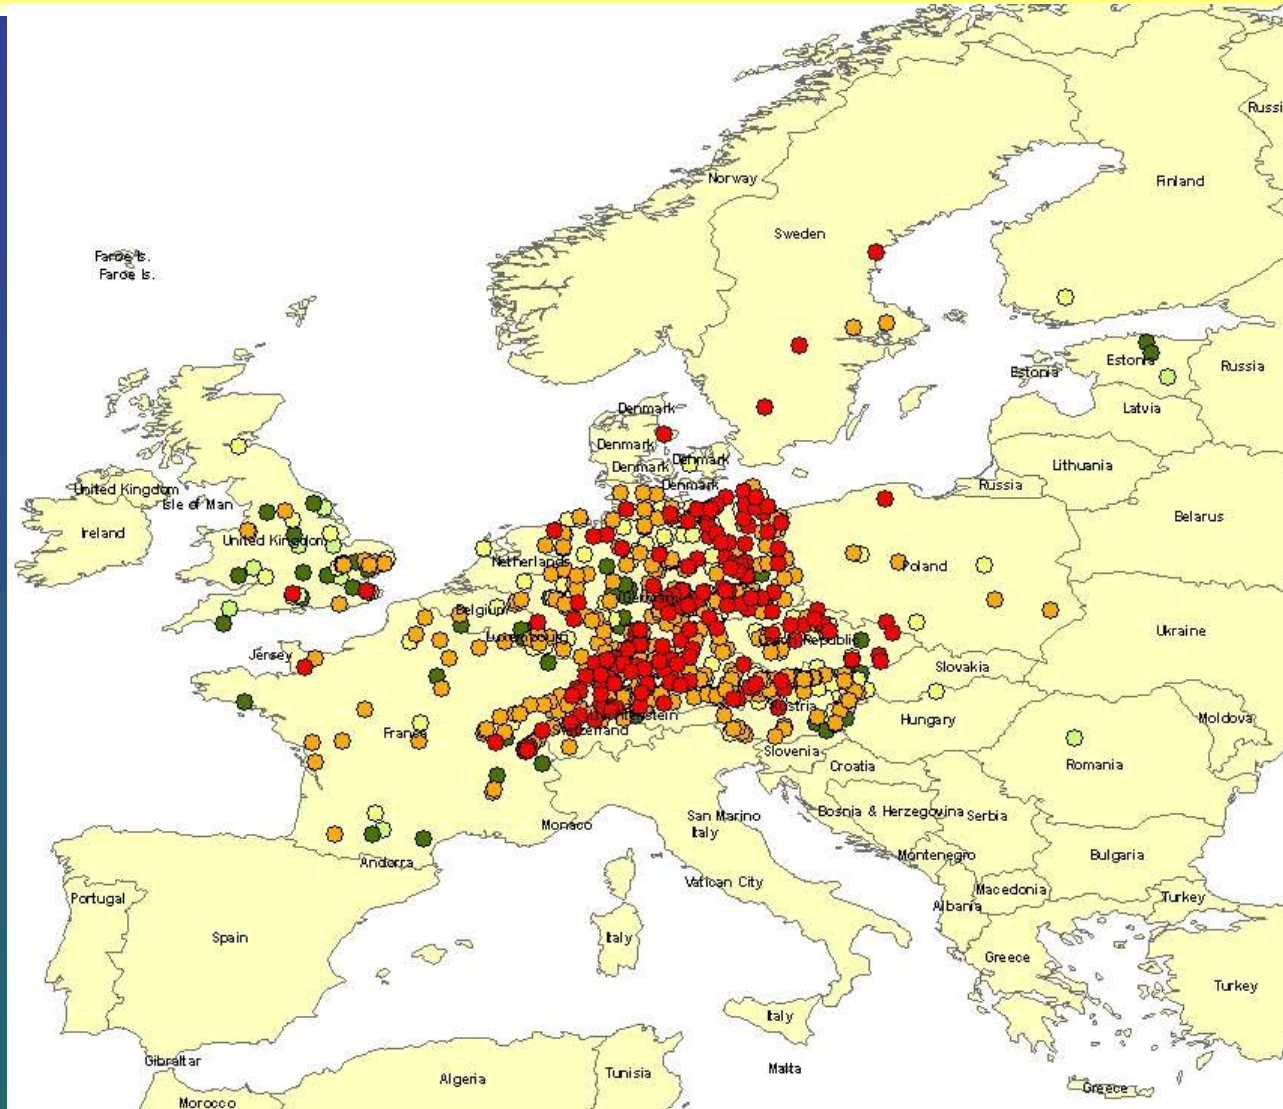 Russi
Norway
Finland
Sweden
Faroe Is.
Faroe Is.
Estonia
Estonia
Russia
Denmark
Latvia
Denmark
Denmark
Denmark
Lithuania
Denmark
Russia
United Kingdom
Isle of Man
Belarus
Ireland
United Kingdom
Netherlands
Poland
Germany
Belgium
Ukraine
Luxembourg
Czech Republic
Jersey
Slovakia
Austria
Liechtenstein
Hungary
Moldova
France
Switzerland
Slovenia
Croatia
Romania
Bosnia & Herzegovina
San Marino
Serbia
Monaco
Italy
Andorra
Montenegro
Bulgaria
Vatican City
Macedonia
Portugal
Albania
Turkey
Spain
Italy
Greece
Turkey
Italy
Gibraltar
Malta
Algeria
Tunisia
Greece
Morocco